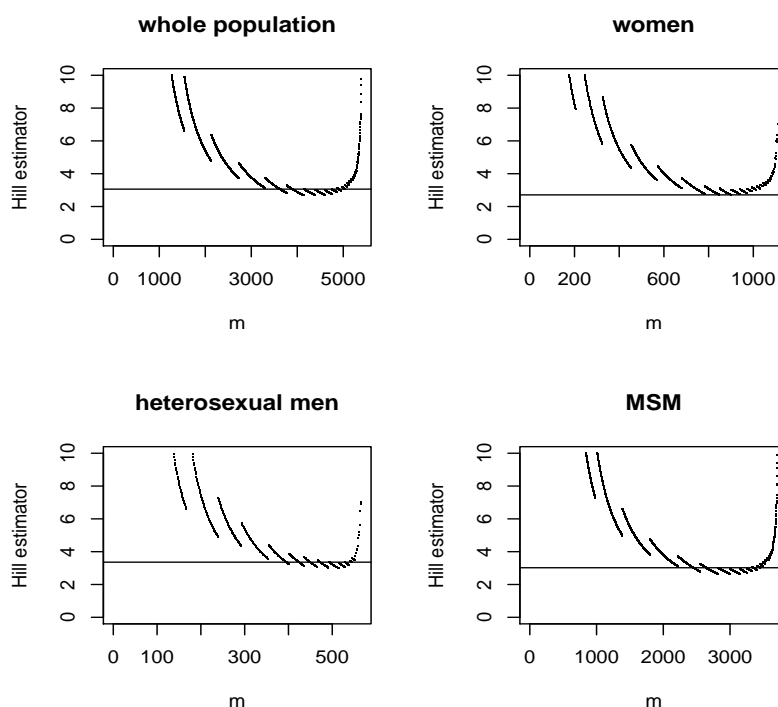 whole population
Hill estimator
0 2 4 6 8 10
0 1000 3000 5000
m
women
Hill estimator
0 2 4 6 8 10
0 200 600 1000
m
heterosexual men
Hill estimator
0 2 4 6 8 10
0 100 300 500
m
MSM
Hill estimator
0 2 4 6 8 10
0 1000 3000
m